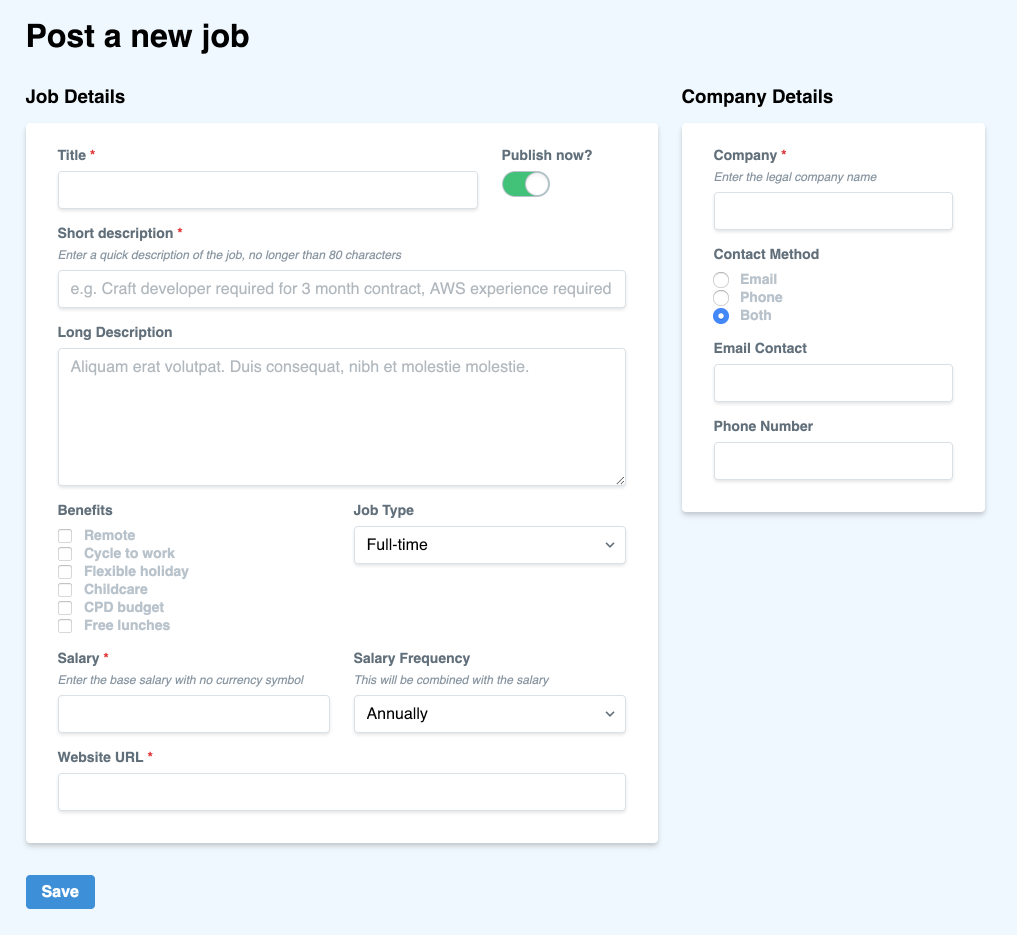 Post a new job
Job Details
Title *
Publish now?
Short description *
Enter a quick description of the job, no longer than 80 characters
e.g. Craft developer required for 3 month contract, AWS experience required
Long Description
Aliquam erat volutpat. Duis consequat, nibh et molestie molestie.
Benefits
Remote
Cycle to work
Flexible holiday
Childcare
CPD budget
Free lunches
Job Type
Full-time
Salary *
Enter the base salary with no currency symbol
Salary Frequency
This will be combined with the salary
Annually
Website URL *
Company Details
Company *
Enter the legal company name
Contact Method
Email
Phone
Both
Email Contact
Phone Number
Save